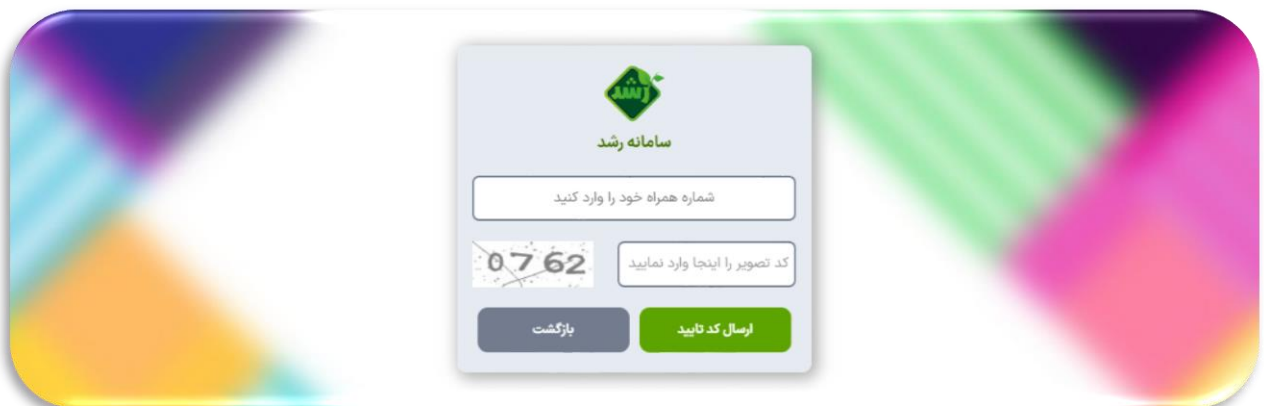 رشد
سامانه رشد
شماره همراه خود را وارد کنید
کد تصویر را اینجا وارد نمایید
0762
ارسال کد تایید
بازگشت